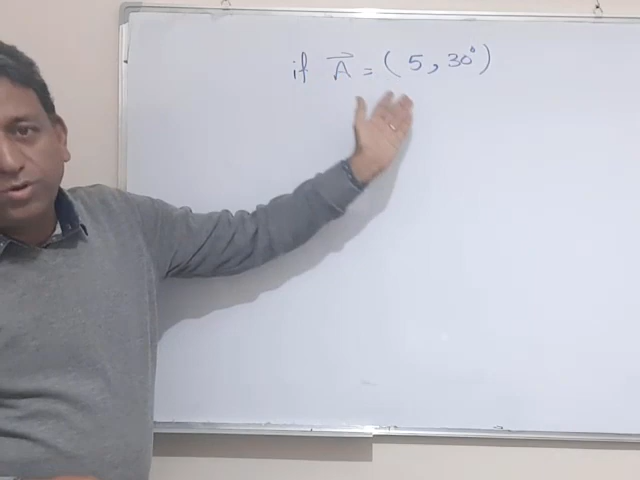 if A⃗ = ( 5 , 30° )